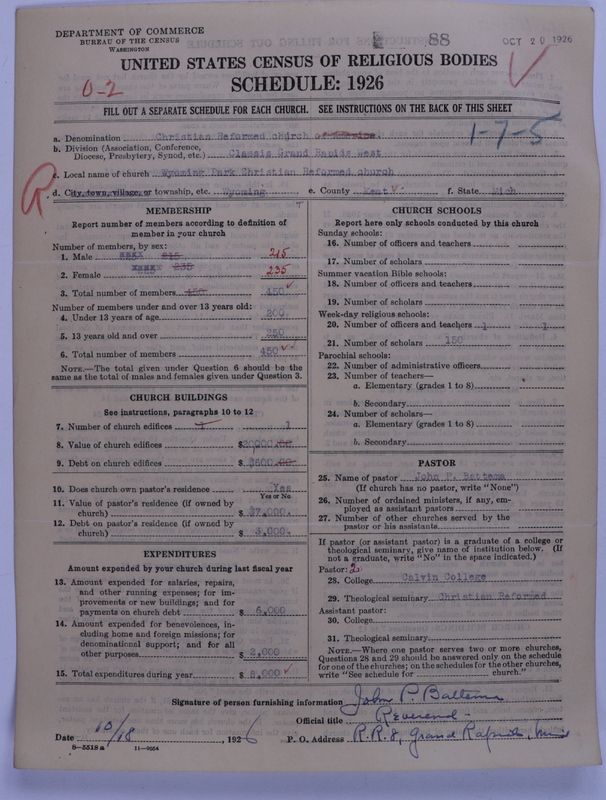 DEPARTMENT OF COMMERCE
BUREAU OF THE CENSUS
WASHINGTON
88
OCT 20 1926
UNITED STATES CENSUS OF RELIGIOUS BODIES
SCHEDULE: 1926
0-2
FILL OUT A SEPARATE SCHEDULE FOR EACH CHURCH. SEE INSTRUCTIONS ON THE BACK OF THIS SHEET
1-7-5
a. Denomination Christian Reformed church
b. Division (Association, Conference, Diocese, Presbytery, Synod, etc.) Classis Grand Rapids West
c. Local name of church Wyoming Park Christian Reformed church
R
d. City, town, village, or township, etc. Wyoming e. County Kent f. State Mich
MEMBERSHIP
Report number of members according to definition of
member in your church
Number of members, by sex:
1. Male 215 215
2. Female 235 235
3. Total number of members 450 450
Number of members under and over 13 years old:
4. Under 13 years of age 200
5. 13 years old and over 250
6. Total number of members 450
NOTE.—The total given under Question 6 should be
same as the total of males and females given under Question 3.
CHURCH BUILDINGS
See instructions, paragraphs 10 to 12
7. Number of church edifices 1 1
8. Value of church edifices $20000.00
9. Debt on church edifices $3600.00
10. Does church own pastor's residence Yes
Yes or No
11. Value of pastor's residence (if owned by
church) $7,000.
12. Debt on pastor's residence (if owned by
church) $ 3,000.
EXPENDITURES
Amount expended by your church during last fiscal year
13. Amount expended for salaries, repairs,
and other running expenses; for im-
provements or new buildings; and for
payments on church debt $ 6,000
14. Amount expended for benevolences, in-
cluding home and foreign missions; for
denominational support; and for all
other purposes $ 2,000
15. Total expenditures during year $ 8,000
CHURCH SCHOOLS
Report here only schools conducted by this church
Sunday schools:
16. Number of officers and teachers
17. Number of scholars
Summer vacation Bible schools:
18. Number of officers and teachers
19. Number of scholars
Week-day religious schools:
20. Number of officers and teachers 1 1
21. Number of scholars 150
Parochial schools:
22. Number of administrative officers
23. Number of teachers—
a. Elementary (grades 1 to 8)
b. Secondary
24. Number of scholars—
a. Elementary (grades 1 to 8)
b. Secondary
PASTOR
25. Name of pastor John P. Battema
(If church has no pastor, write "None")
26. Number of ordained ministers, if any, em-
ployed as assistant pastors
27. Number of other churches served by the
pastor or his assistants
If pastor (or assistant pastor) is a graduate of a college or
theological seminary, give name of institution below. (If
not a graduate, write "No" in the space indicated.)
Pastor: 2
28. College Calvin College
29. Theological seminary Christian Reformed
Assistant pastor:
30. College
31. Theological seminary
NOTE.—Where one pastor serves two or more churches,
Questions 28 and 29 should be answered only on the schedule
for one of the churches; on the schedules for the other churches,
write "See schedule for church."
Signature of person furnishing information John P. Battema
Official title Reverend
Date 10/18, 1926 P. O. Address R.R. 8, Grand Rapids, Mich
8—5518 a 11—9054